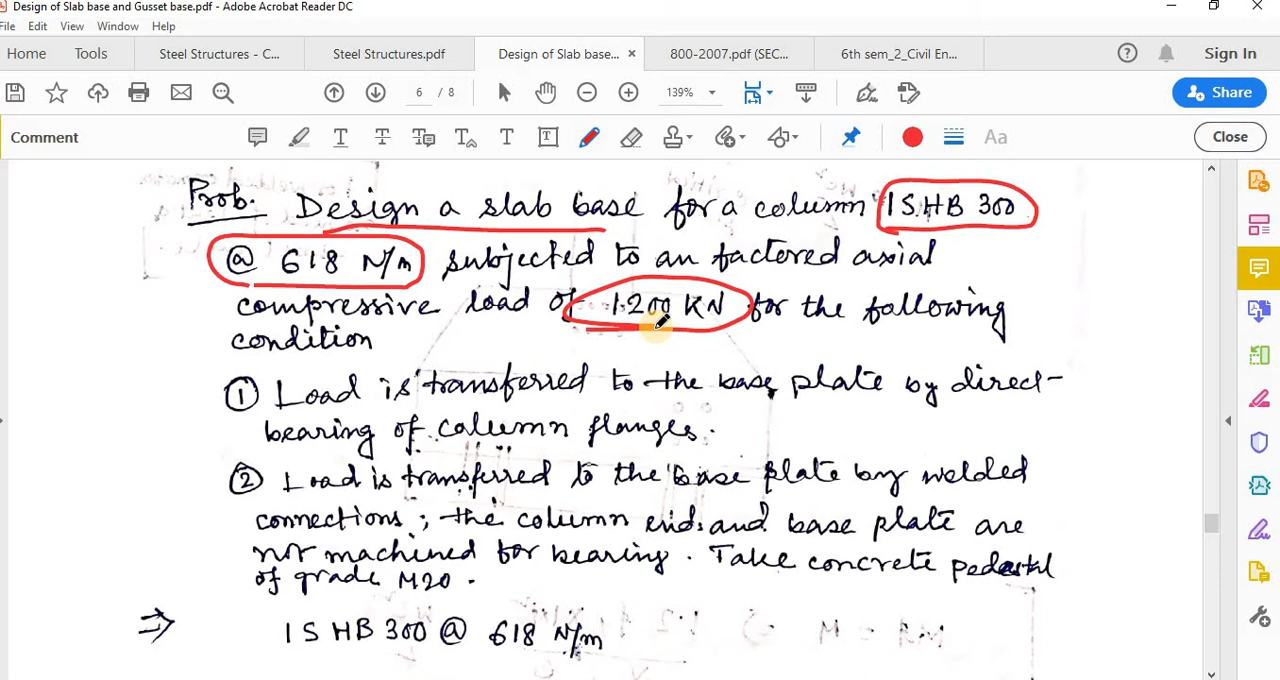 Design of Slab base and Gusset base.pdf - Adobe Acrobat Reader DC
File Edit View Window Help
Home Tools Steel Structures - C... Steel Structures.pdf Design of Slab base... × 800-2007.pdf (SEC... 6th sem_2_Civil En... Sign In
6 / 8 139% Share
Comment Aa Close
Prob. Design a slab base for a column ISHB 300
@ 618 N/m subjected to an factored axial
compressive load of 1200 KN for the following
condition
① Load is transferred to the base plate by direct-
bearing of column flanges.
② Load is transferred to the base plate by welded
connections; the column end and base plate are
not machined for bearing. Take concrete pedestal
of grade M20.
⇒ ISHB 300 @ 618 N/m